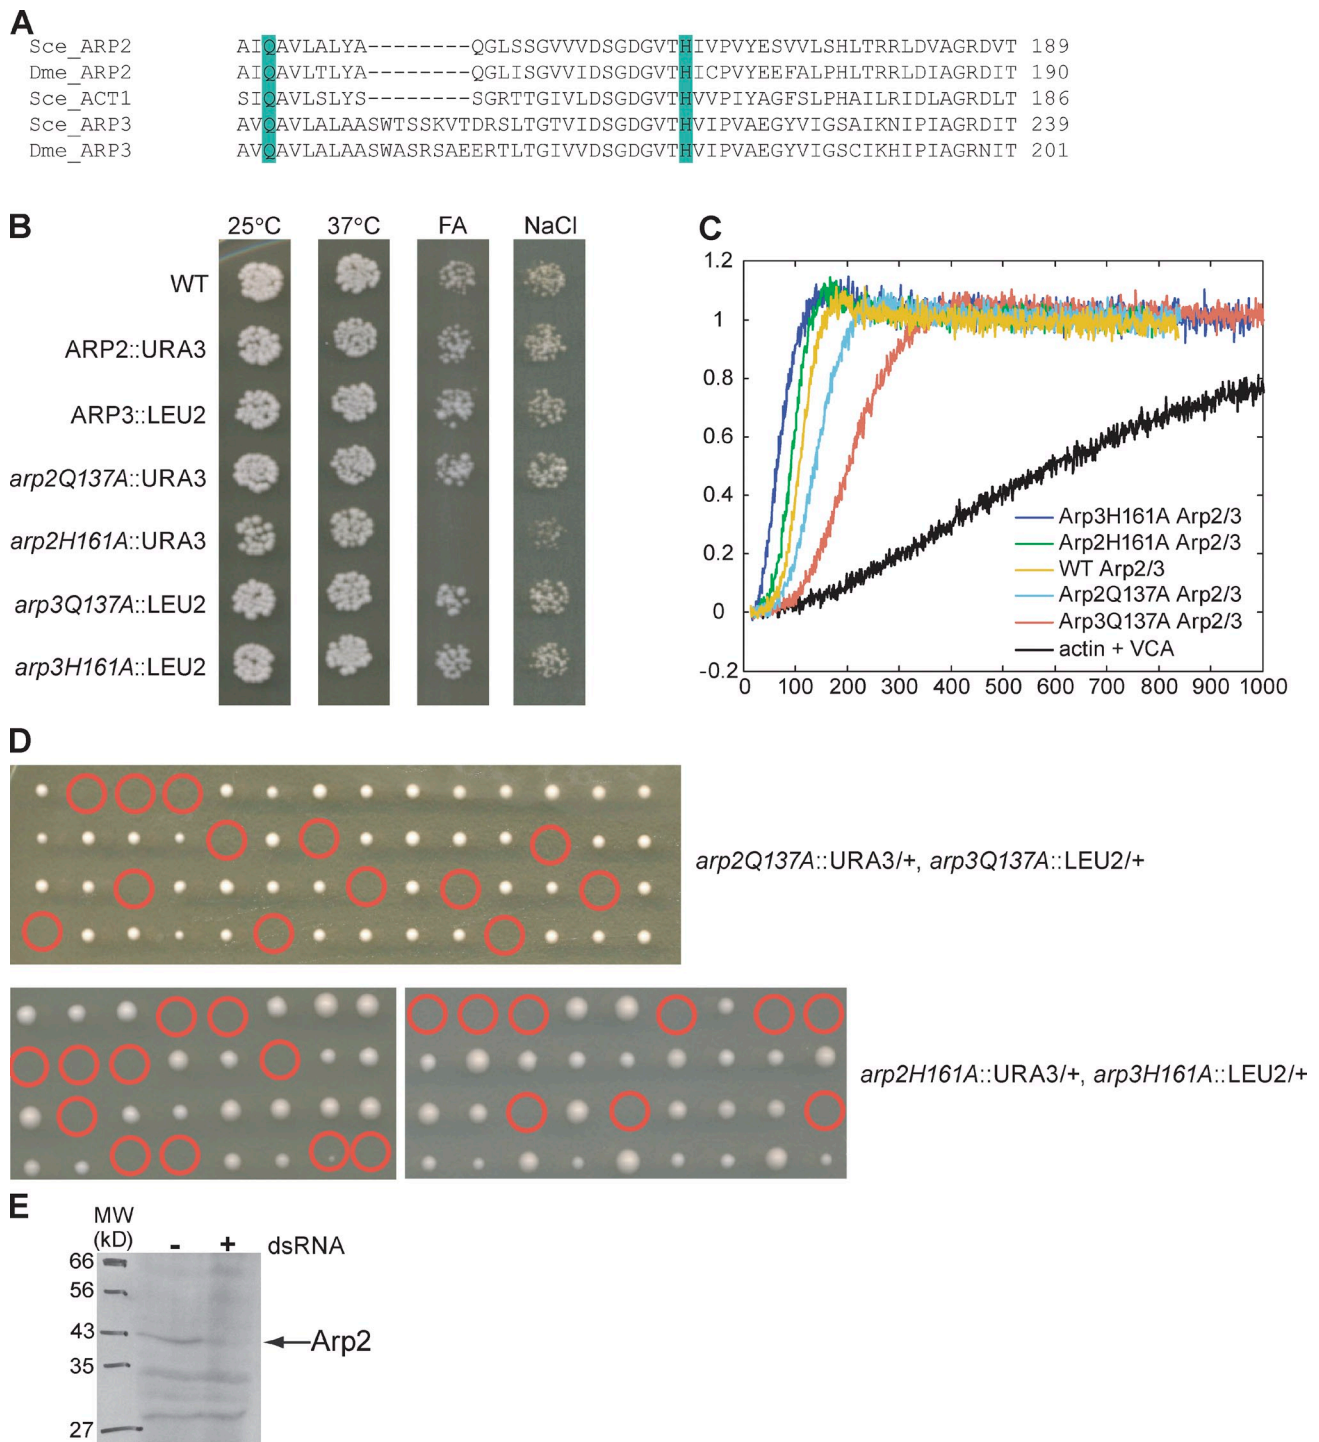 A
Sce_ARP2 AIQAVLALYA--------QGLSSGVVVDSGDGVTHIVPVYESVVLSHLTRRLDVAGRDVT 189
Dme_ARP2 AIQAVLTLYA--------QGLISGVVIDSGDGVTHICPVYEEFALPHLTRRLDIAGRDIT 190
Sce_ACT1 SIQAVLSLYS--------SGRTTGIVLDSGDGVTHVVPIYAGFSLPHAILRIDLAGRDLT 186
Sce_ARP3 AVQAVLALAASWTSSKVTDRSLTGTVIDSGDGVTHVIPVAEGYVIGSAIKNIPIAGRDIT 239
Dme_ARP3 AVQAVLALAASWASRSAEERTLTGIVVDSGDGVTHVIPVAEGYVIGSCIKHIPIAGRNIT 201
B
25°C 37°C FA NaCl
WT
ARP2::URA3
ARP3::LEU2
arp2Q137A::URA3
arp2H161A::URA3
arp3Q137A::LEU2
arp3H161A::LEU2
C
1.2
1
0.8
0.6
0.4
0.2
0
-0.2
0 100 200 300 400 500 600 700 800 900 1000
Arp3H161A Arp2/3
Arp2H161A Arp2/3
WT Arp2/3
Arp2Q137A Arp2/3
Arp3Q137A Arp2/3
actin + VCA
D
arp2Q137A::URA3/+, arp3Q137A::LEU2/+
arp2H161A::URA3/+, arp3H161A::LEU2/+
E
MW
(kD) - + dsRNA
66
56
43
35
27
Arp2